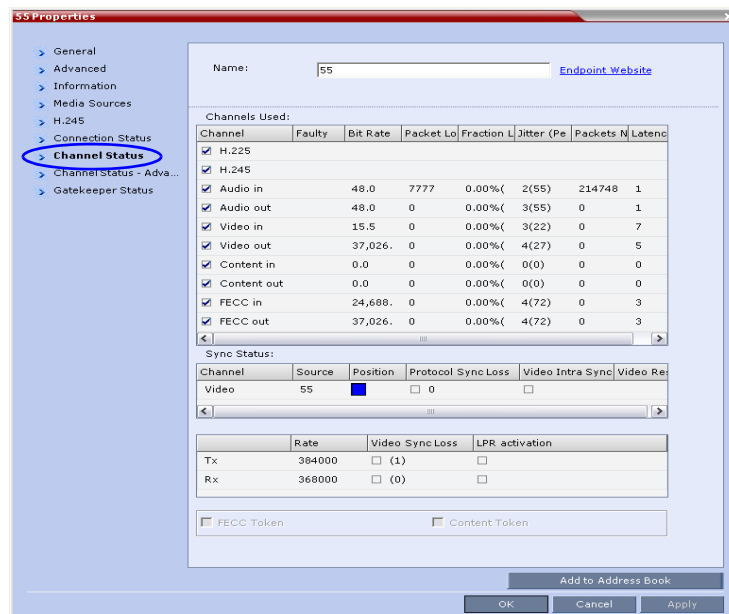 55 Properties
General
Advanced
Information
Media Sources
H.245
Connection Status
Channel Status
Channel Status - Adva...
Gatekeeper Status
Name: 55 Endpoint Website
Channels Used:
Channel Faulty Bit Rate Packet Lo Fraction L Jitter (Pe Packets N Latenc
H.225
H.245
Audio in 48.0 7777 0.00%( 2(55) 214748 1
Audio out 48.0 0 0.00%( 3(55) 0 1
Video in 15.5 0 0.00%( 3(22) 0 7
Video out 37,026. 0 0.00%( 4(27) 0 5
Content in 0.0 0 0.00%( 0(0) 0 0
Content out 0.0 0 0.00%( 0(0) 0 0
FECC in 24,688. 0 0.00%( 4(72) 0 3
FECC out 37,026. 0 0.00%( 4(72) 0 3
Sync Status:
Channel Source Position Protocol Sync Loss Video Intra Sync Video Re
Video 55 0
Rate Video Sync Loss LPR activation
Tx 384000 (1)
Rx 368000 (0)
FECC Token Content Token
Add to Address Book
OK Cancel Apply